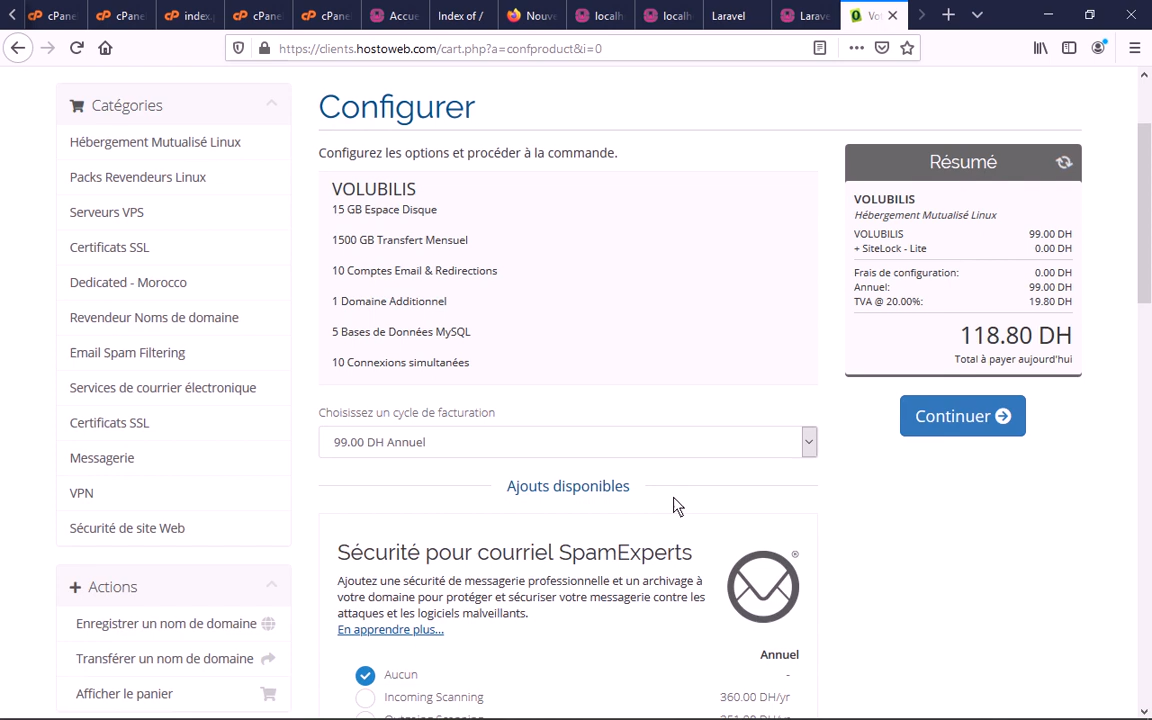 cPane
cPane
index.
cPane
cPane
Accue
Index of /
Nouv
localh
localh
Laravel
Larave
Vo
https://clients.hostoweb.com/cart.php?a=confproduct&i=0
Catégories
Hébergement Mutualisé Linux
Packs Revendeurs Linux
Serveurs VPS
Certificats SSL
Dedicated - Morocco
Revendeur Noms de domaine
Email Spam Filtering
Services de courrier électronique
Certificats SSL
Messagerie
VPN
Sécurité de site Web
Actions
Enregistrer un nom de domaine
Transférer un nom de domaine
Afficher le panier
Configurer
Configurez les options et procéder à la commande.
VOLUBILIS
15 GB Espace Disque
1500 GB Transfert Mensuel
10 Comptes Email & Redirections
1 Domaine Additionnel
5 Bases de Données MySQL
10 Connexions simultanées
Choisissez un cycle de facturation
99.00 DH Annuel
Ajouts disponibles
Sécurité pour courriel SpamExperts
Ajoutez une sécurité de messagerie professionnelle et un archivage à
votre domaine pour protéger et sécuriser votre messagerie contre les
attaques et les logiciels malveillants.
En apprendre plus...
Annuel
Aucun -
Incoming Scanning 360.00 DH/yr
Résumé
VOLUBILIS
Hébergement Mutualisé Linux
VOLUBILIS 99.00 DH
+ SiteLock - Lite 0.00 DH
Frais de configuration: 0.00 DH
Annuel: 99.00 DH
TVA @ 20.00%: 19.80 DH
118.80 DH
Total à payer aujourd'hui
Continuer